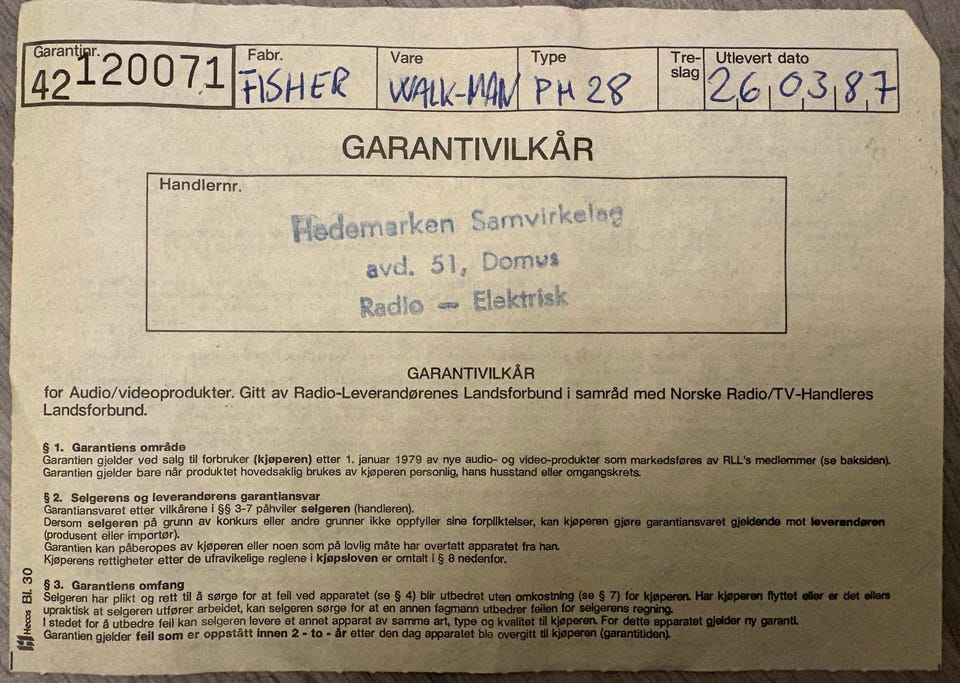 Garantinr. Fabr. Vare Type Tre- Utlevert dato
slag
42 120071 FISHER WALK-MAN PH 28 26 03 87
GARANTIVILKÅR
Handlernr.
Hedemarken Samvirkelag
avd. 51, Domus
Radio — Elektrisk
GARANTIVILKÅR
for Audio/videoprodukter. Gitt av Radio-Leverandørenes Landsforbund i samråd med Norske Radio/TV-Handleres
Landsforbund.
§ 1. Garantiens område
Garantien gjelder ved salg til forbruker (kjøperen) etter 1. januar 1979 av nye audio- og video-produkter som markedsføres av RLL's medlemmer (se baksiden).
Garantien gjelder bare når produktet hovedsaklig brukes av kjøperen personlig, hans husstand eller omgangskrets.
§ 2. Selgerens og leverandørens garantiansvar
Garantiansvaret etter vilkårene i §§ 3-7 påhviler selgeren (handleren).
Dersom selgeren på grunn av konkurs eller andre grunner ikke oppfyller sine forpliktelser, kan kjøperen gjøre garantiansvaret gjeldende mot leverandøren
(produsent eller importør).
Garantien kan påberopes av kjøperen eller noen som på lovlig måte har overtatt apparatet fra han.
Kjøperens rettigheter etter de ufravikelige reglene i kjøpsloven er omtalt i § 8 nedenfor.
§ 3. Garantiens omfang
Selgeren har plikt og rett til å sørge for at feil ved apparatet (se § 4) blir utbedret uten omkostning (se § 7) for kjøperen. Har kjøperen flyttet eller er det ellers
upraktisk at selgeren utfører arbeidet, kan selgeren sørge for at en annen fagmann utbedrer feilen for selgerens regning.
I stedet for å utbedre feil kan selgeren levere et annet apparat av samme art, type og kvalitet til kjøperen. For dette apparatet gjelder ny garanti.
Garantien gjelder feil som er oppstått innen 2 - to - år etter den dag apparatet ble overgitt til kjøperen (garantitiden).
Hecos Bl. 30